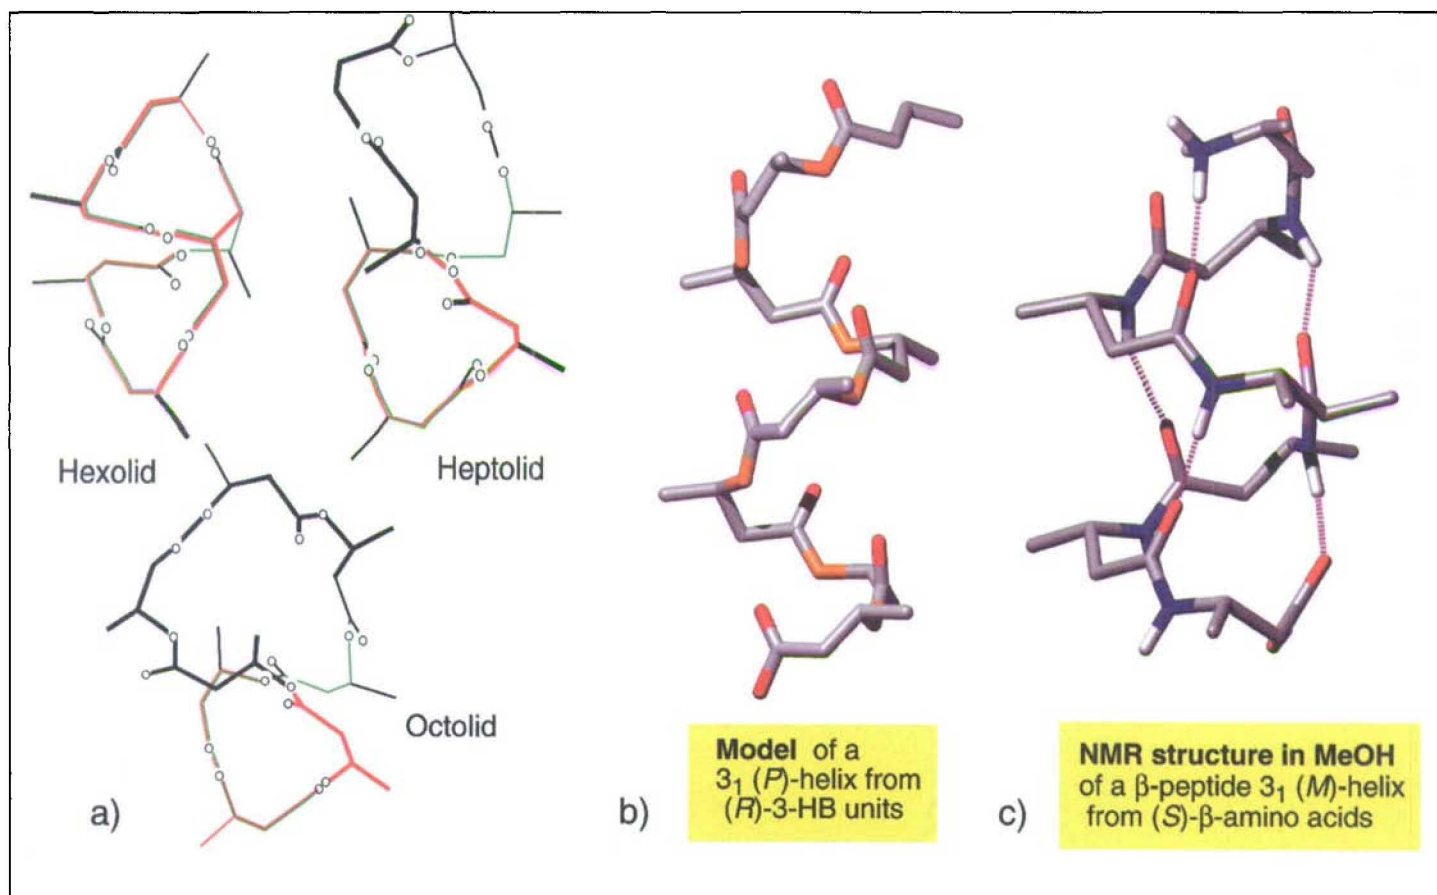 Hexolid
Heptolid
Octolid
a)
b)
Model of a
3₁ (P)-helix from
(R)-3-HB units
c)
NMR structure in MeOH
of a β-peptide 3₁ (M)-helix
from (S)-β-amino acids